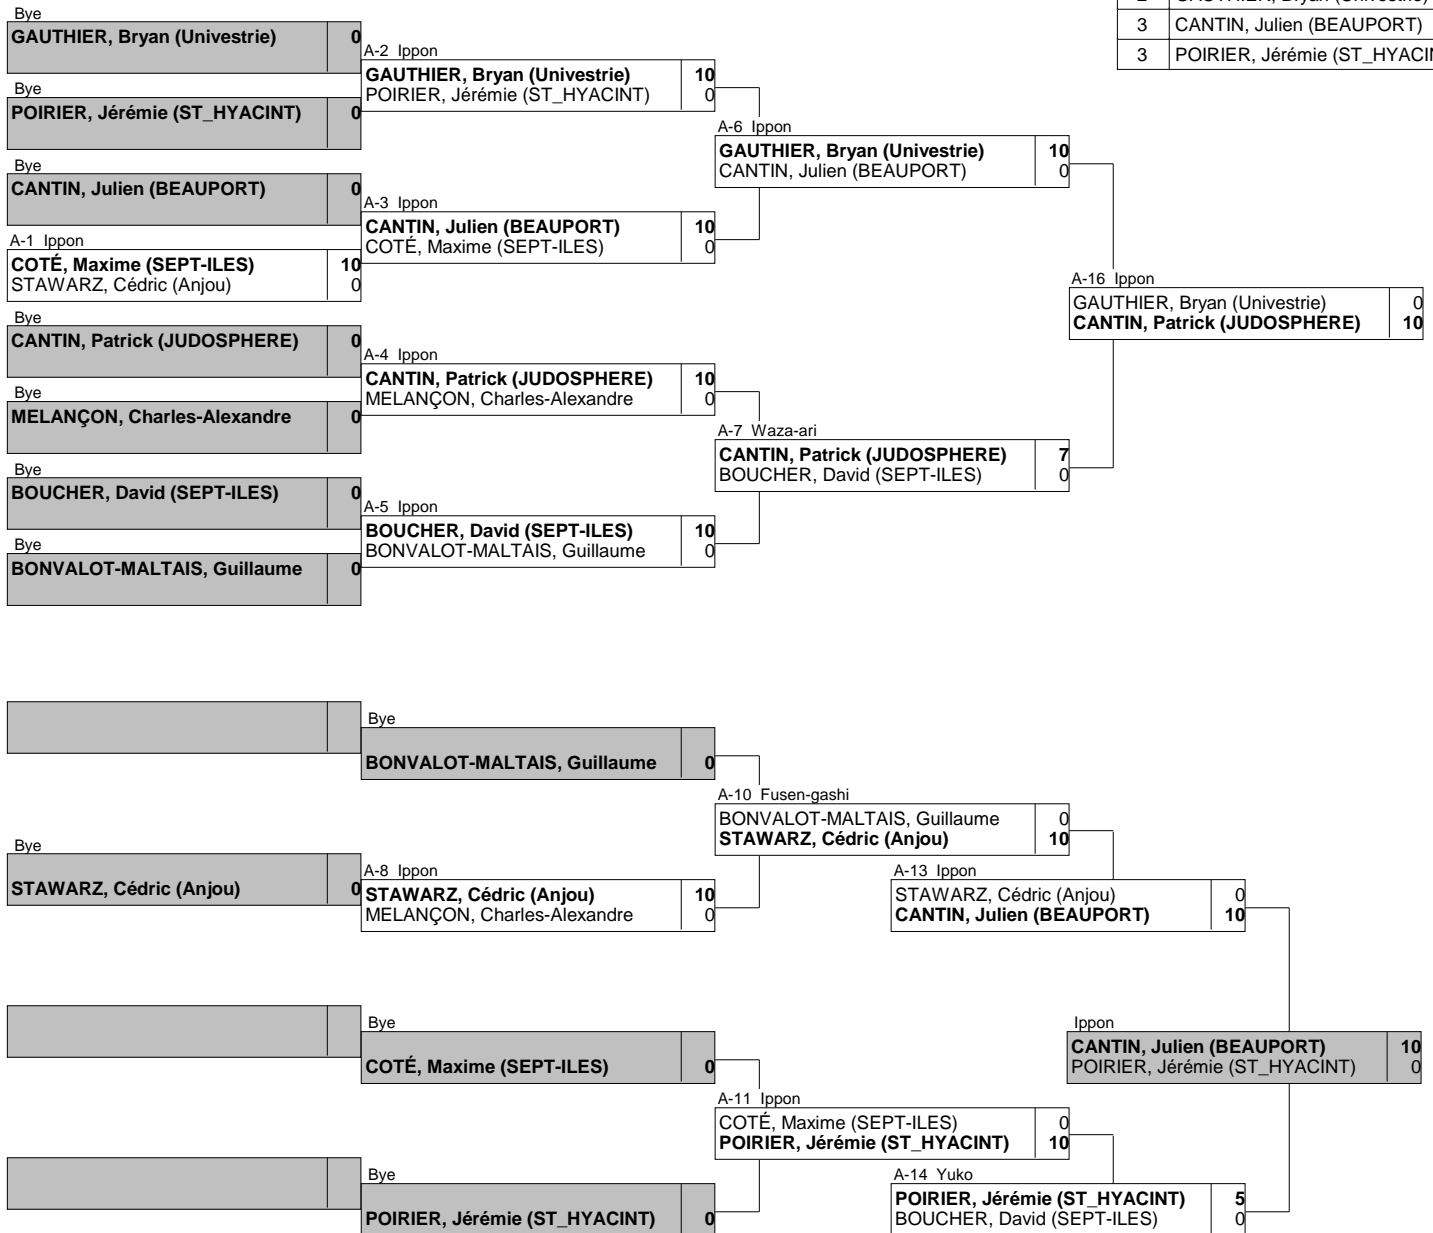 2 GAUTHIER, Bryan (Univestrie)
3 CANTIN, Julien (BEAUPORT)
3 POIRIER, Jérémie (ST_HYACIN
Bye
GAUTHIER, Bryan (Univestrie) 0
Bye
POIRIER, Jérémie (ST_HYACINT) 0
Bye
CANTIN, Julien (BEAUPORT) 0
A-1 Ippon
COTÉ, Maxime (SEPT-ILES) 10
STAWARZ, Cédric (Anjou) 0
Bye
CANTIN, Patrick (JUDOSPHERE) 0
Bye
MELANÇON, Charles-Alexandre 0
Bye
BOUCHER, David (SEPT-ILES) 0
Bye
BONVALOT-MALTAIS, Guillaume 0
A-2 Ippon
GAUTHIER, Bryan (Univestrie) 10
POIRIER, Jérémie (ST_HYACINT) 0
A-3 Ippon
CANTIN, Julien (BEAUPORT) 10
COTÉ, Maxime (SEPT-ILES) 0
A-4 Ippon
CANTIN, Patrick (JUDOSPHERE) 10
MELANÇON, Charles-Alexandre 0
A-5 Ippon
BOUCHER, David (SEPT-ILES) 10
BONVALOT-MALTAIS, Guillaume 0
A-6 Ippon
GAUTHIER, Bryan (Univestrie) 10
CANTIN, Julien (BEAUPORT) 0
A-7 Waza-ari
CANTIN, Patrick (JUDOSPHERE) 7
BOUCHER, David (SEPT-ILES) 0
A-16 Ippon
GAUTHIER, Bryan (Univestrie) 0
CANTIN, Patrick (JUDOSPHERE) 10
Bye
STAWARZ, Cédric (Anjou) 0
Bye
BONVALOT-MALTAIS, Guillaume 0
A-8 Ippon
STAWARZ, Cédric (Anjou) 10
MELANÇON, Charles-Alexandre 0
Bye
COTÉ, Maxime (SEPT-ILES) 0
Bye
POIRIER, Jérémie (ST_HYACINT) 0
A-10 Fusen-gashi
BONVALOT-MALTAIS, Guillaume 0
STAWARZ, Cédric (Anjou) 10
A-11 Ippon
COTÉ, Maxime (SEPT-ILES) 0
POIRIER, Jérémie (ST_HYACINT) 10
A-13 Ippon
STAWARZ, Cédric (Anjou) 0
CANTIN, Julien (BEAUPORT) 10
A-14 Yuko
POIRIER, Jérémie (ST_HYACINT) 5
BOUCHER, David (SEPT-ILES) 0
Ippon
CANTIN, Julien (BEAUPORT) 10
POIRIER, Jérémie (ST_HYACINT) 0